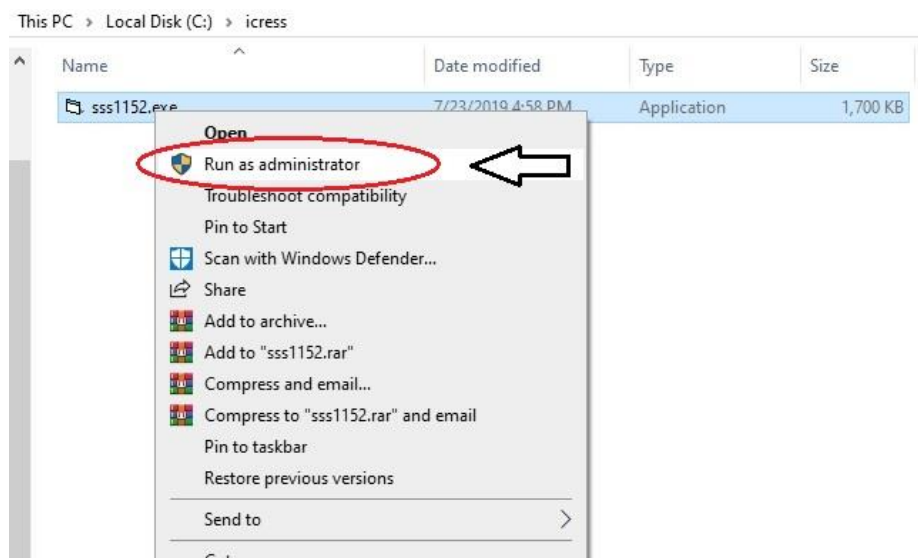 This PC > Local Disk (C:) > icress
Name Date modified Type Size
sss1152.exe 7/23/2019 4:58 PM Application 1,700 KB
Open
Run as administrator
Troubleshoot compatibility
Pin to Start
Scan with Windows Defender...
Share
Add to archive...
Add to "sss1152.rar"
Compress and email...
Compress to "sss1152.rar" and email
Pin to taskbar
Restore previous versions
Send to